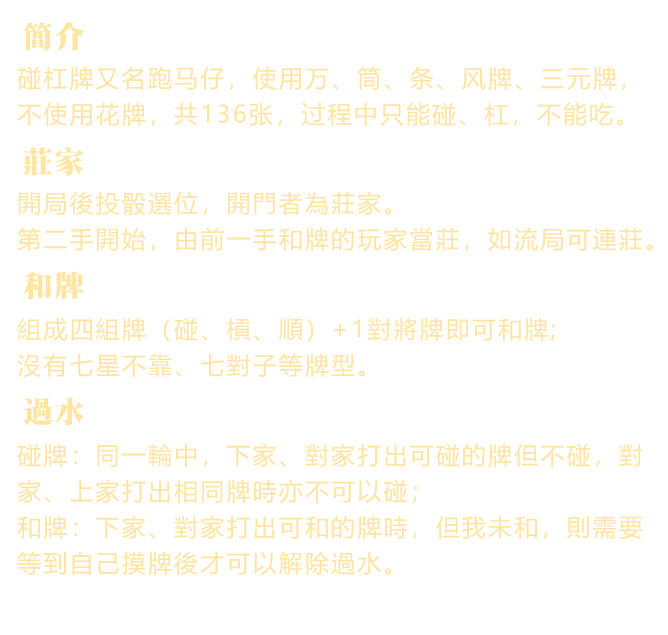 簡介
碰杠牌又名跑马仔，使用万、筒、条、风牌、三元牌，
不使用花牌，共136张，过程中只能碰、杠，不能吃。
莊家
開局後投骰選位，開門者為莊家。
第二手開始，由前一手和牌的玩家當莊，如流局可連莊。
和牌
組成四組牌（碰、槓、順）+1對將牌即可和牌;
沒有七星不靠、七對子等牌型。
過水
碰牌：同一輪中，下家、對家打出可碰的牌但不碰，對
家、上家打出相同牌時亦不可以碰；
和牌：下家、對家打出可和的牌時，但我未和，則需要
等到自己摸牌後才可以解除過水。